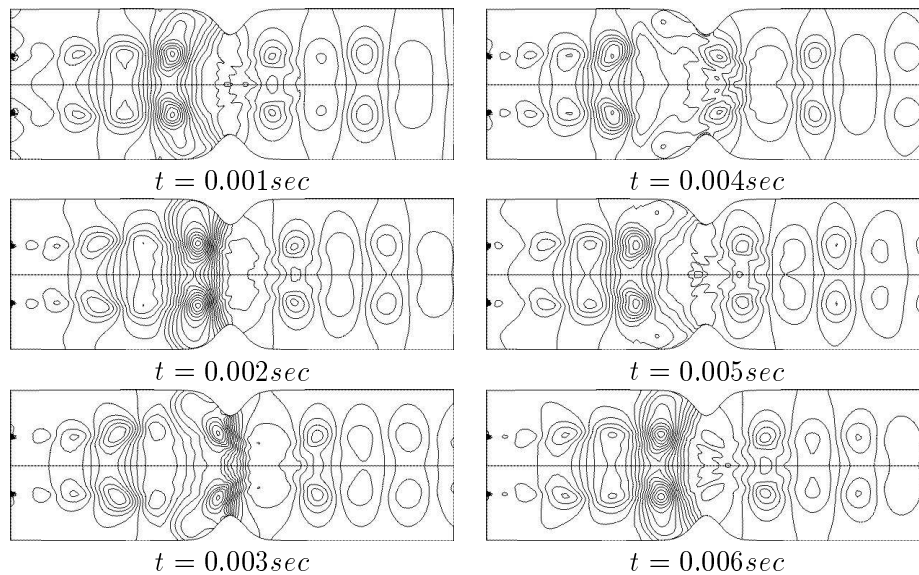 t = 0.001sec
t = 0.004sec
t = 0.002sec
t = 0.005sec
t = 0.003sec
t = 0.006sec